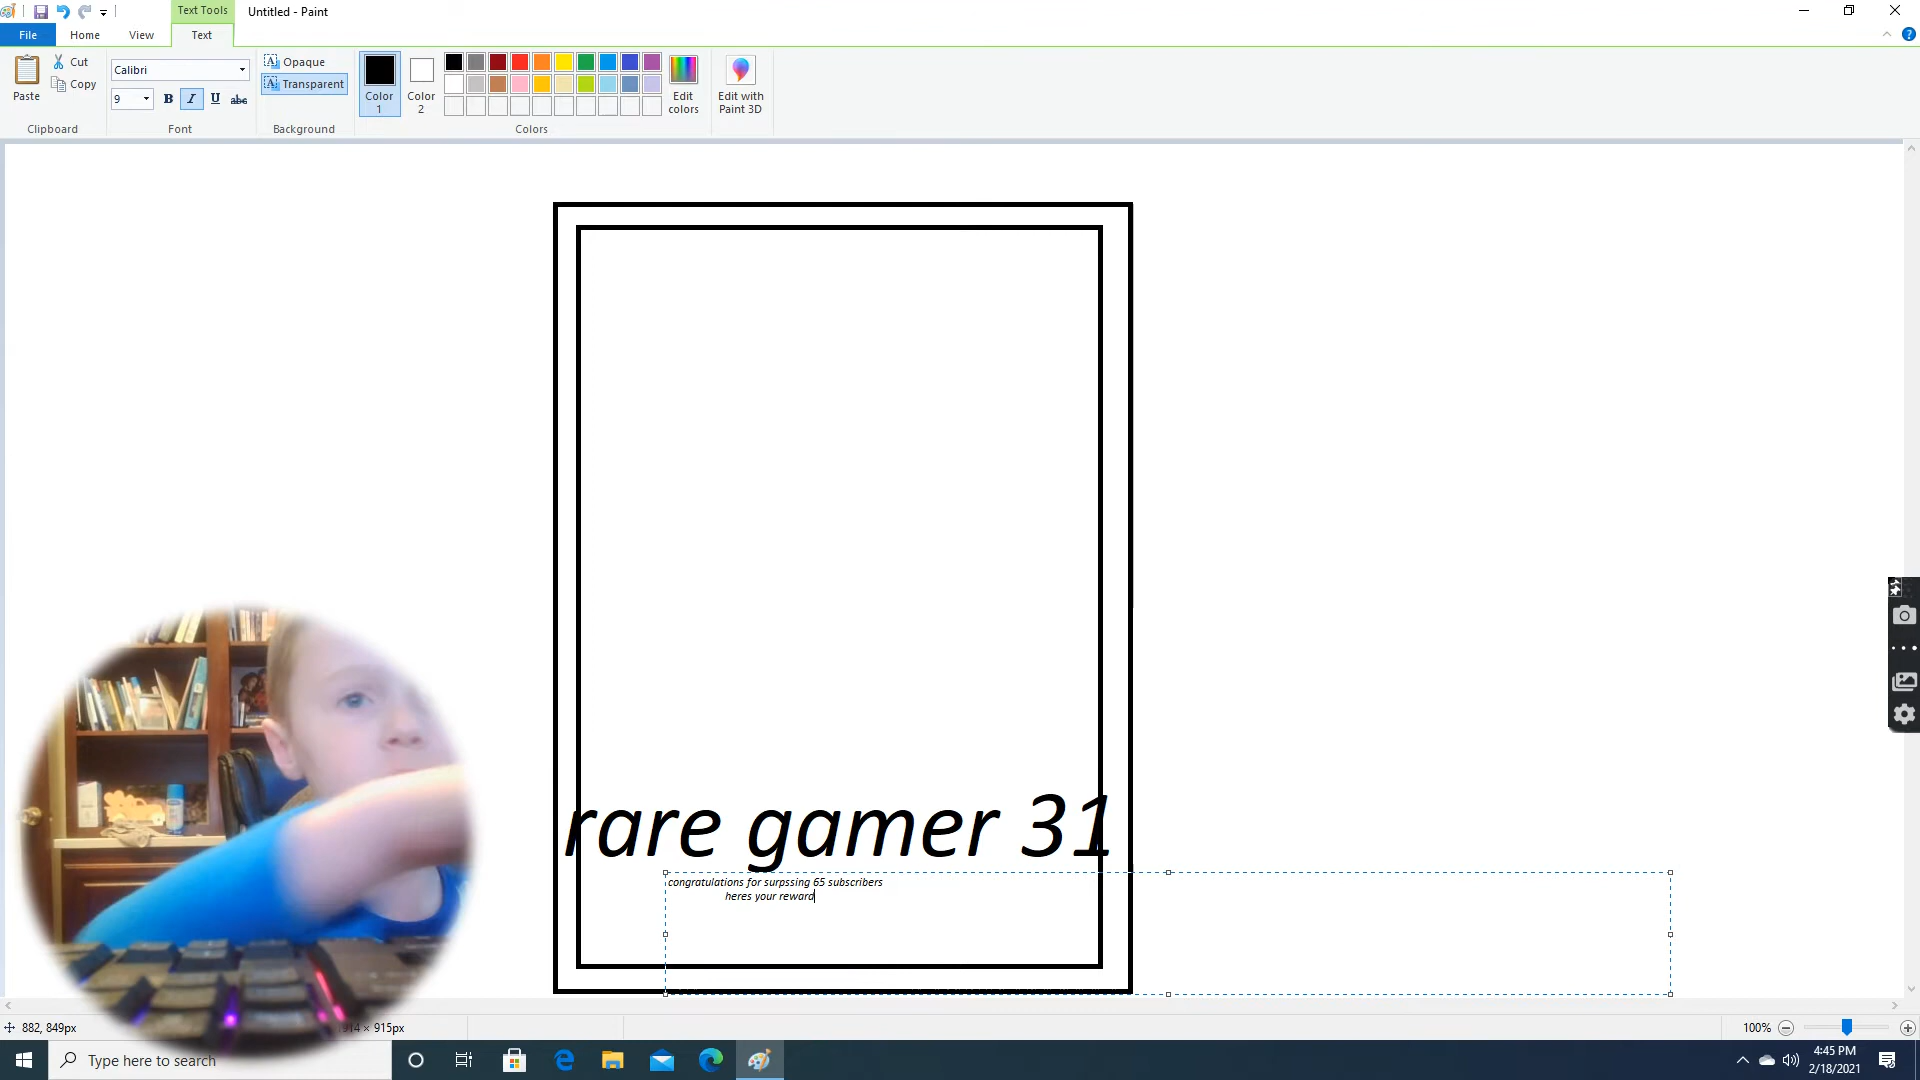 Text Tools
Untitled - Paint
File
Home
View
Text
Paste
Cut
Copy
Clipboard
Calibri
9
B I U abc
Font
Opaque
Transparent
Background
Color
1
Color
2
Edit
colors
Colors
Edit with
Paint 3D
rare gamer 31
congratulations for surpssing 65 subscribers
heres your reward
882, 849px
914 × 915px
100%
Type here to search
4:45 PM
2/18/2021